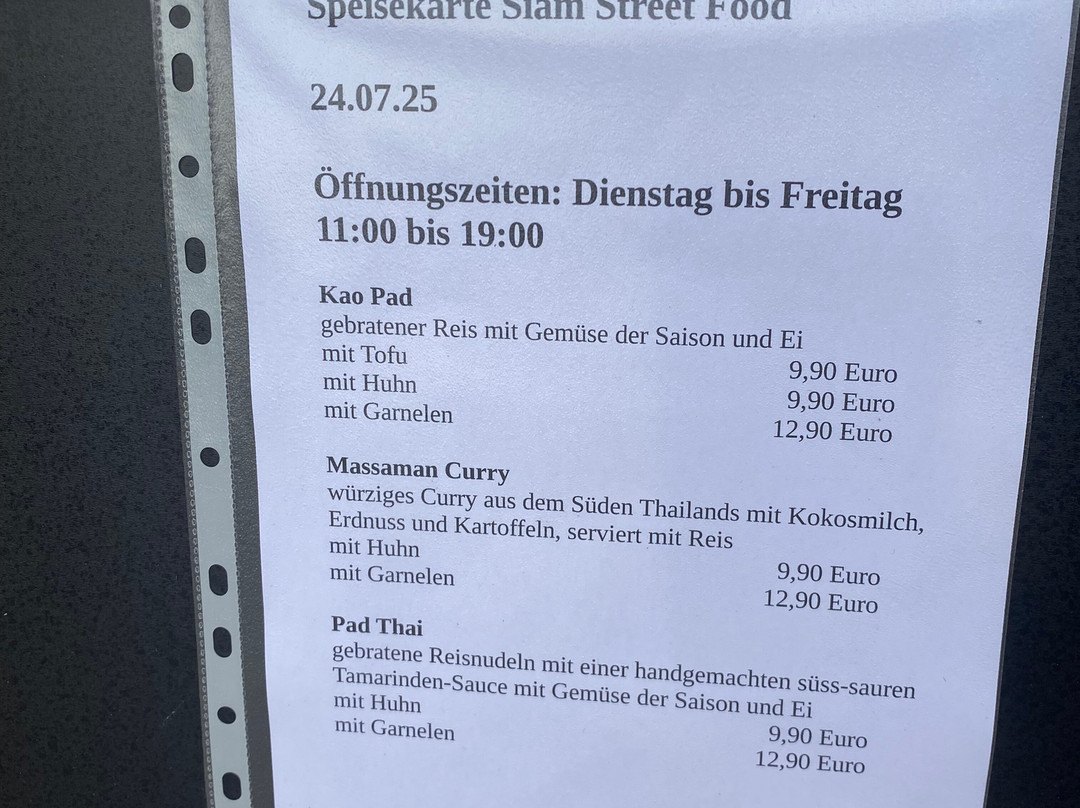 Speisekarte Siam Street Food
24.07.25
Öffnungszeiten: Dienstag bis Freitag
11:00 bis 19:00
Kao Pad
gebratener Reis mit Gemüse der Saison und Ei
mit Tofu 9,90 Euro
mit Huhn 9,90 Euro
mit Garnelen 12,90 Euro
Massaman Curry
würziges Curry aus dem Süden Thailands mit Kokosmilch,
Erdnuss und Kartoffeln, serviert mit Reis
mit Huhn 9,90 Euro
mit Garnelen 12,90 Euro
Pad Thai
gebratene Reisnudeln mit einer handgemachten süss-sauren
Tamarinden-Sauce mit Gemüse der Saison und Ei
mit Huhn 9,90 Euro
mit Garnelen 12,90 Euro